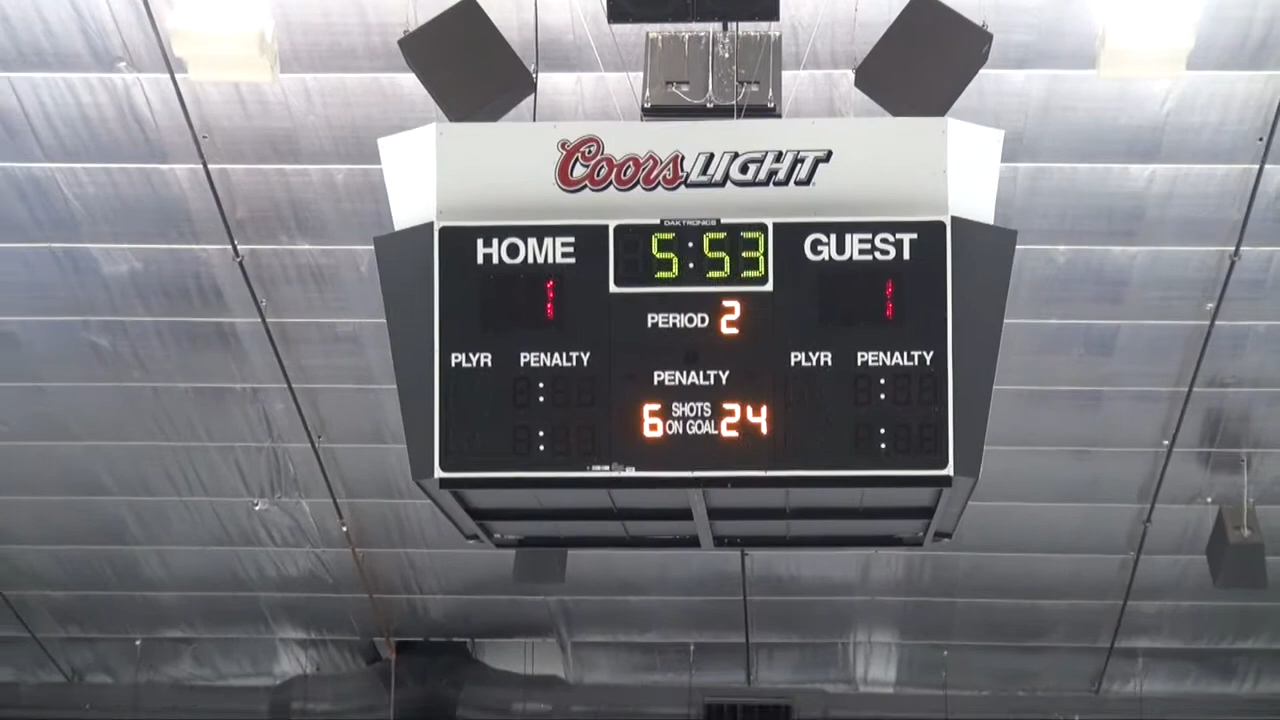 Coors LIGHT
DAKTRONICS
HOME 5:53 GUEST
1 PERIOD 2 1
PLYR PENALTY PENALTY PLYR PENALTY
6 SHOTS ON GOAL 24